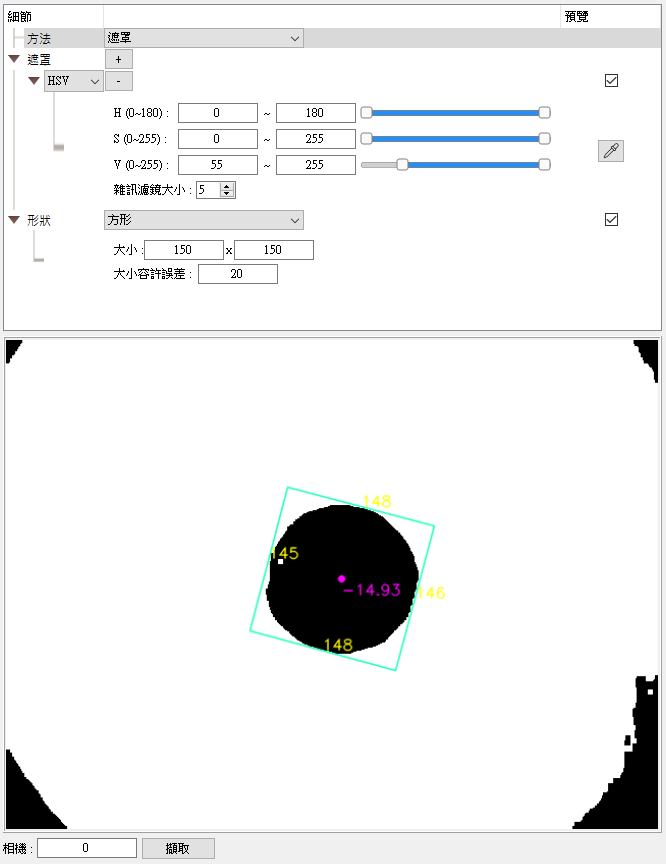 細節 預覽
方法 遮罩
遮罩 +
HSV -
H (0~180) : 0 ~ 180
S (0~255) : 0 ~ 255
V (0~255) : 55 ~ 255
雜訊濾鏡大小 : 5
形狀 方形
大小 : 150 x 150
大小容許誤差 : 20
148
145
-14.93 146
148
相機 : 0 擷取